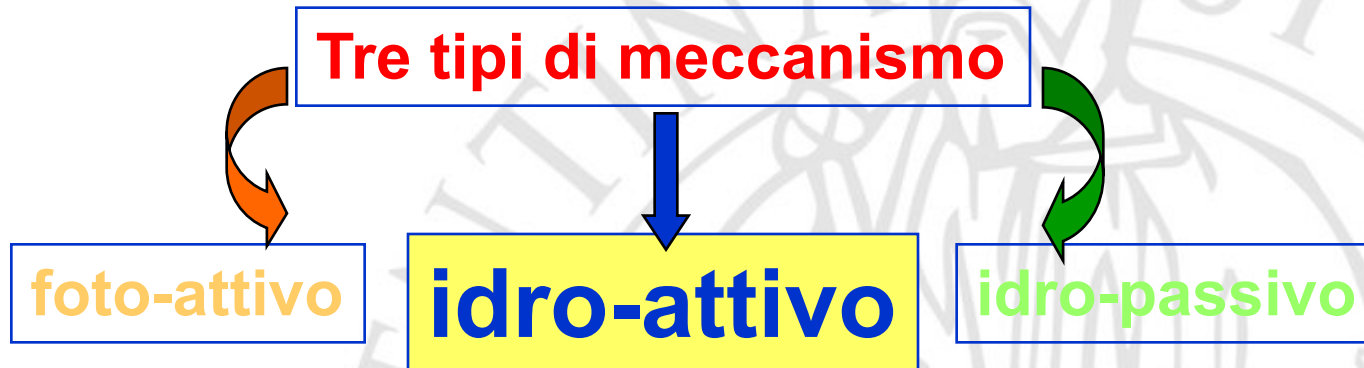 Tre tipi di meccanismo
foto-attivo
idro-attivo
idro-passivo